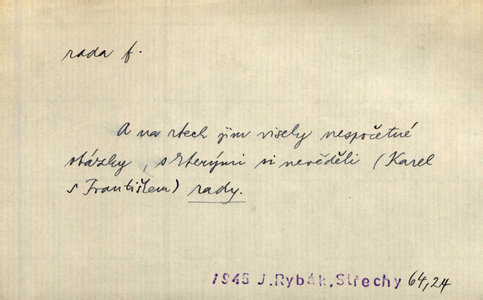 rada f.
A na rtech jim visely nespočetné
otázky, s kterými si nevěděli (Karel
s Františkem) rady.
1945 J.Rybák,Střechy 64,24